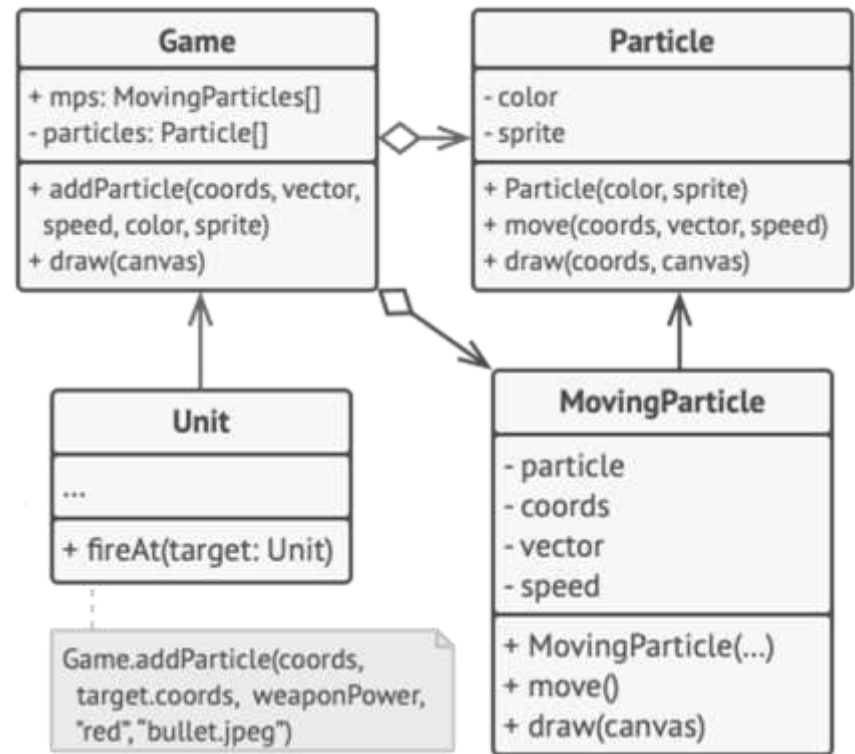 Game
+ mps: MovingParticles[]
- particles: Particle[]
+ addParticle(coords, vector,
speed, color, sprite)
+ draw(canvas)
Particle
- color
- sprite
+ Particle(color, sprite)
+ move(coords, vector, speed)
+ draw(coords, canvas)
Unit
...
+ fireAt(target: Unit)
Game.addParticle(coords,
target.coords, weaponPower,
"red", "bullet.jpeg")
MovingParticle
- particle
- coords
- vector
- speed
+ MovingParticle(...)
+ move()
+ draw(canvas)